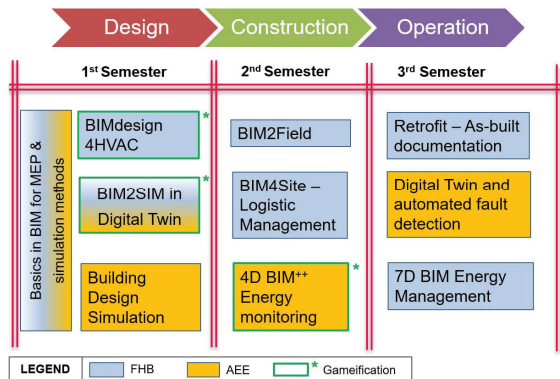 Design
Construction
Operation
1st Semester
2nd Semester
3rd Semester
Basics in BIM for MEP &
simulation methods
BIMdesign
4HVAC
*
BIM2SIM in
Digital Twin
*
Building
Design
Simulation
BIM2Field
BIM4Site –
Logistic
Management
4D BIM++
Energy
monitoring
*
Retrofit – As-built
documentation
Digital Twin and
automated fault
detection
7D BIM Energy
Management
LEGEND
FHB
AEE
* Gameification